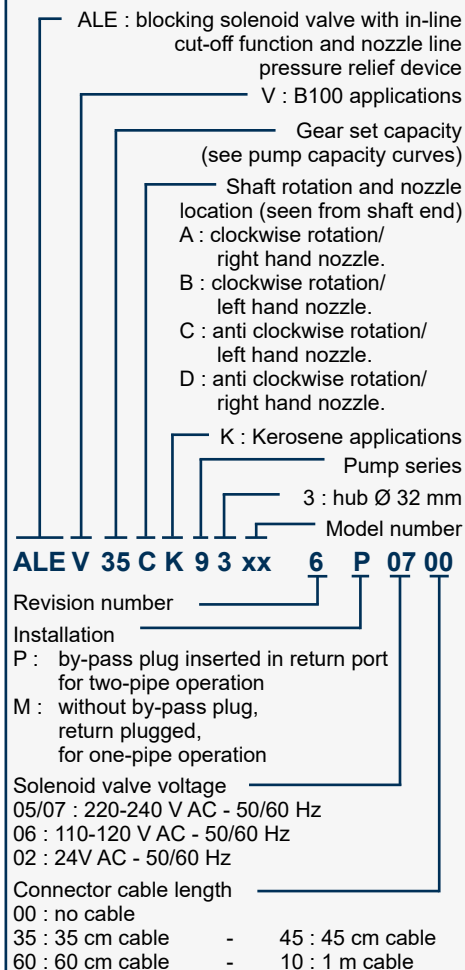 ALE : blocking solenoid valve with in-line
cut-off function and nozzle line
pressure relief device
V : B100 applications
Gear set capacity
(see pump capacity curves)
Shaft rotation and nozzle
location (seen from shaft end)
A : clockwise rotation/
right hand nozzle.
B : clockwise rotation/
left hand nozzle.
C : anti clockwise rotation/
left hand nozzle.
D : anti clockwise rotation/
right hand nozzle.
K : Kerosene applications
Pump series
3 : hub Ø 32 mm
Model number
ALE V 35 C K 9 3 xx 6 P 07 00
Revision number
Installation
P : by-pass plug inserted in return port
for two-pipe operation
M : without by-pass plug,
return plugged,
for one-pipe operation
Solenoid valve voltage
05/07 : 220-240 V AC - 50/60 Hz
06 : 110-120 V AC - 50/60 Hz
02 : 24V AC - 50/60 Hz
Connector cable length
00 : no cable
35 : 35 cm cable - 45 : 45 cm cable
60 : 60 cm cable - 10 : 1 m cable